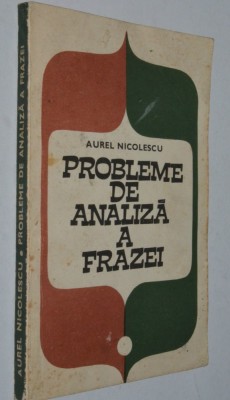 AUREL NICOLESCU
PROBLEME
DE
ANALIZĂ
A
FRAZEI
AUREL NICOLESCU • PROBLEME DE ANALIZĂ A FRAZEI